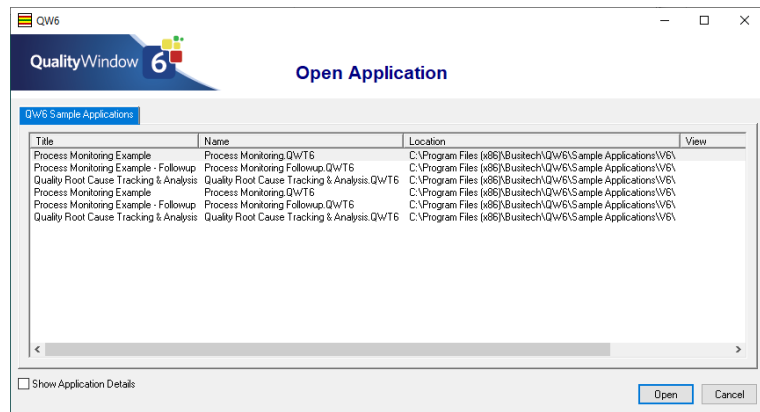 QW6
QualityWindow 6
Open Application
QW6 Sample Applications
Title Name Location View
Process Monitoring Example Process Monitoring.QWT6 C:\Program Files (x86)\Busitech\QW6\Sample Applications\V6\
Process Monitoring Example - Followup Process Monitoring Followup.QWT6 C:\Program Files (x86)\Busitech\QW6\Sample Applications\V6\
Quality Root Cause Tracking & Analysis Quality Root Cause Tracking & Analysis.QWT6 C:\Program Files (x86)\Busitech\QW6\Sample Applications\V6\
Process Monitoring Example Process Monitoring.QWT6 C:\Program Files (x86)\Busitech\QW6\Sample Applications\V6\
Process Monitoring Example - Followup Process Monitoring Followup.QWT6 C:\Program Files (x86)\Busitech\QW6\Sample Applications\V6\
Quality Root Cause Tracking & Analysis Quality Root Cause Tracking & Analysis.QWT6 C:\Program Files (x86)\Busitech\QW6\Sample Applications\V6\
Show Application Details
Open Cancel